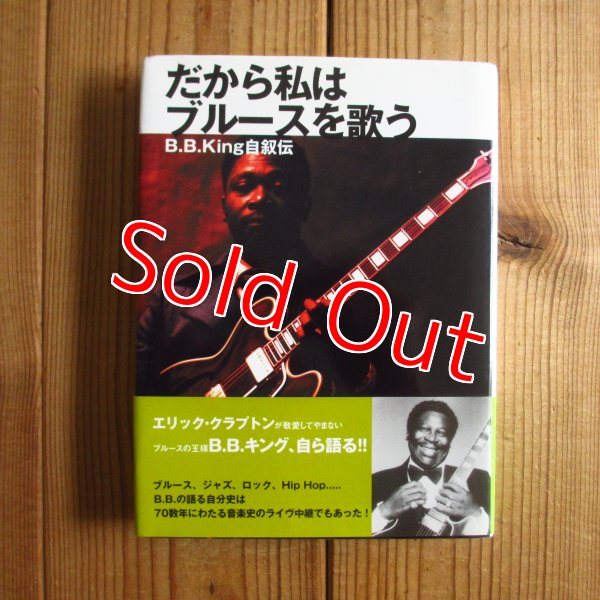 だから私は
ブルースを歌う
B.B.King自叙伝
Sold Out
エリック・クラプトンが敬愛してやまない
ブルースの王様B.B.キング、自ら語る!!
ブルース、ジャズ、ロック、Hip Hop.....
B.B.の語る自分史は
70数年にわたる音楽史のライヴ中継でもあった！